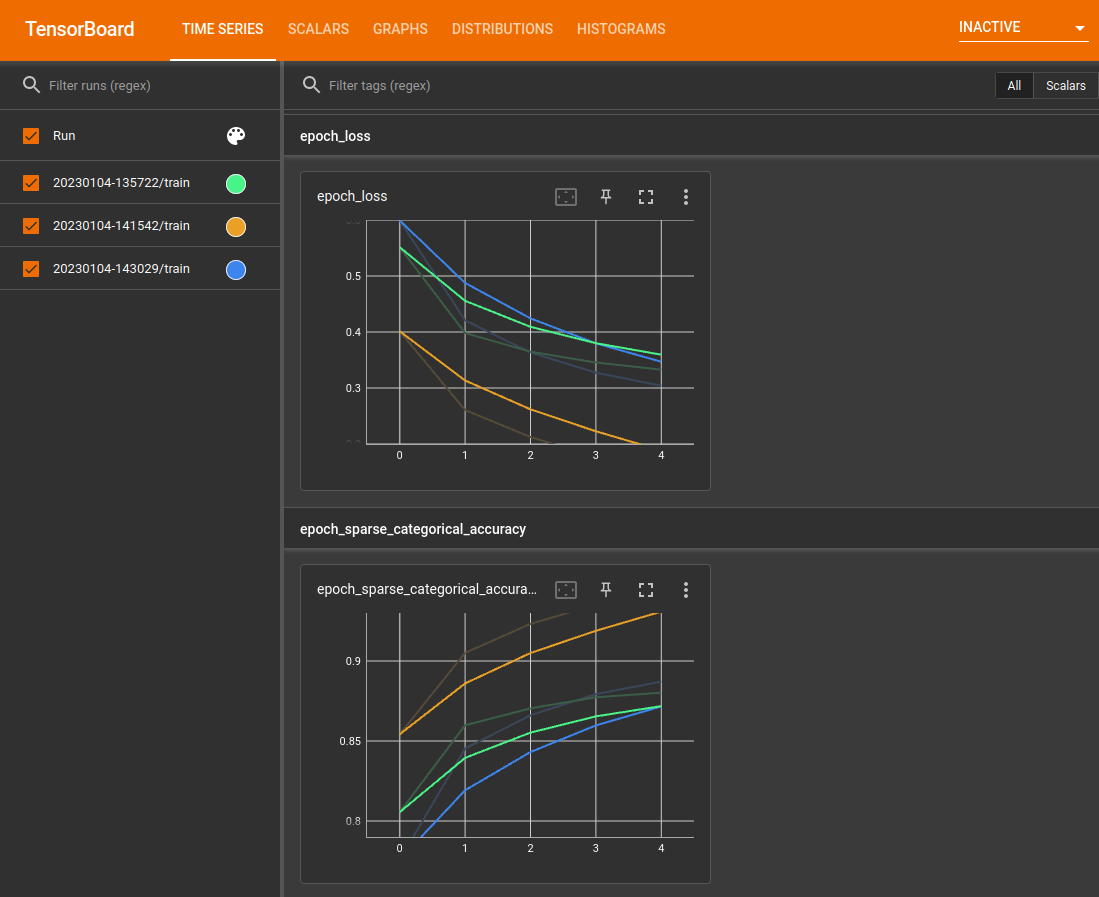 TensorBoard TIME SERIES SCALARS GRAPHS DISTRIBUTIONS HISTOGRAMS INACTIVE
Filter runs (regex)
Run
20230104-135722/train
20230104-141542/train
20230104-143029/train
Filter tags (regex) All Scalars
epoch_loss
epoch_loss
0.5
0.4
0.3
0 1 2 3 4
epoch_sparse_categorical_accuracy
epoch_sparse_categorical_accura…
0.9
0.85
0.8
0 1 2 3 4